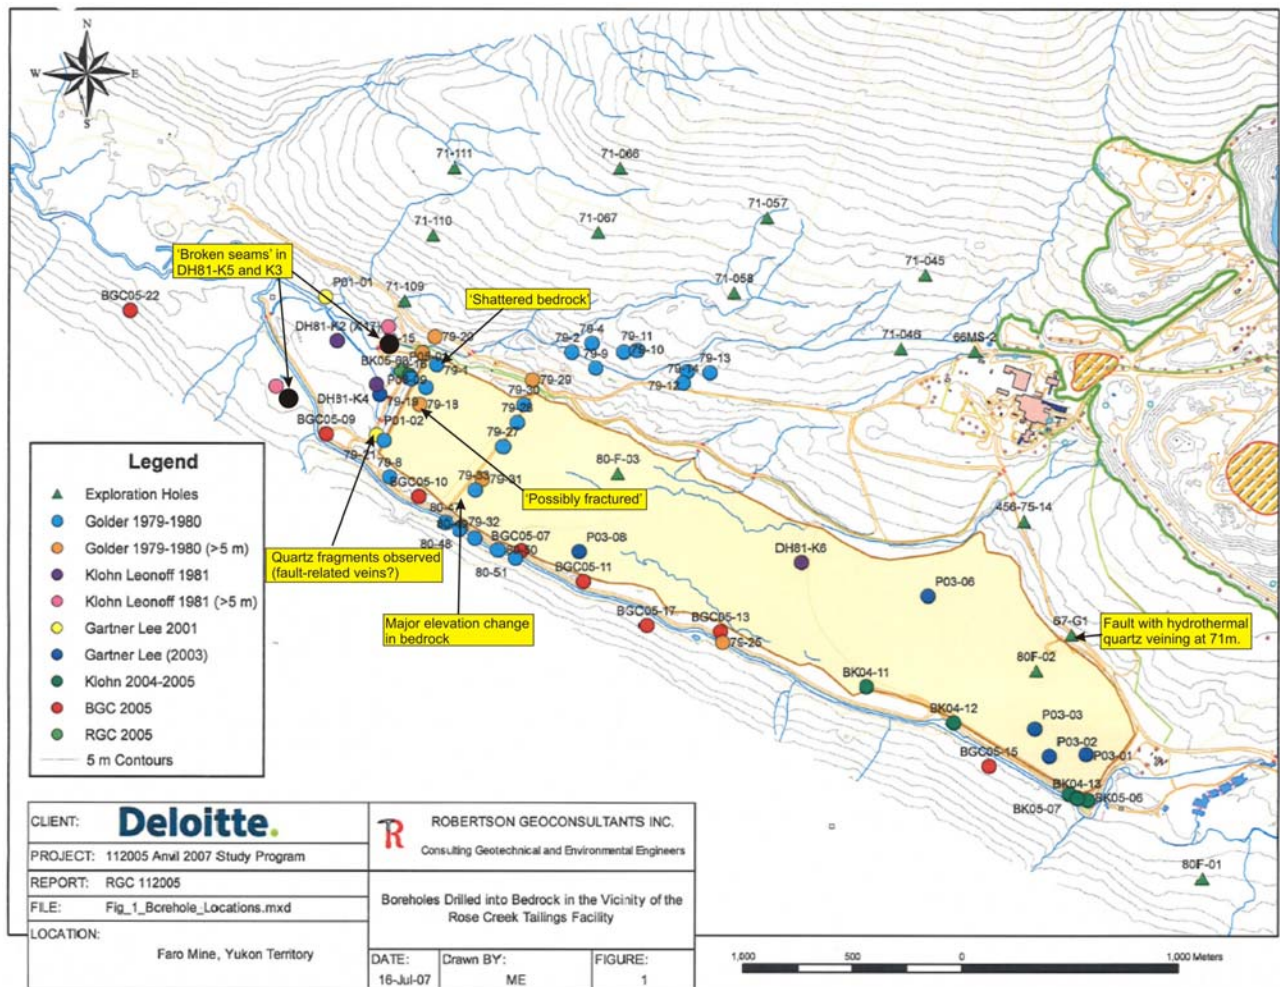 N
W
E
S
71-111
71-066
71-057
71-110
71-067
71-045
'Broken seams' in
DH81-K5 and K3
71-058
P01-01
BGC05-22
71-109
'Shattered bedrock'
79-4
79-11
79-2
79-10
71-046
66MS-2
79-9
79-13
79-14
79-12
79-1
79-29
79-30
DH81-K4
79-19
79-18
79-28
BGC05-09
P01-02
79-21
79-27
79-8
80-F-03
BGC05-10
79-33
79-31
'Possibly fractured'
456-75-14
79-32
80-48
BGC05-07
P03-08
DH81-K6
80-51
BGC05-11
P03-06
Quartz fragments observed
(fault-related veins?)
BGC05-17
BGC05-13
79-25
Major elevation change
in bedrock
67-G1
Fault with hydrothermal
quartz veining at 71m.
80F-02
BK04-11
BK04-12
P03-03
P03-02
P03-01
BGC05-15
BK04-13
BK05-07
BK05-06
80F-01
Legend
Exploration Holes
Golder 1979-1980
Golder 1979-1980 (>5 m)
Klohn Leonoff 1981
Klohn Leonoff 1981 (>5 m)
Gartner Lee 2001
Gartner Lee (2003)
Klohn 2004-2005
BGC 2005
RGC 2005
5 m Contours
CLIENT:
Deloitte.
PROJECT: 112005 Anvil 2007 Study Program
REPORT: RGC 112005
FILE: Fig_1_Borehole_Locations.mxd
LOCATION:
Faro Mine, Yukon Territory
R
ROBERTSON GEOCONSULTANTS INC.
Consulting Geotechnical and Environmental Engineers
Boreholes Drilled into Bedrock in the Vicinity of the
Rose Creek Tailings Facility
DATE:
16-Jul-07
Drawn BY:
ME
FIGURE:
1
1,000 500 0 1,000 Meters